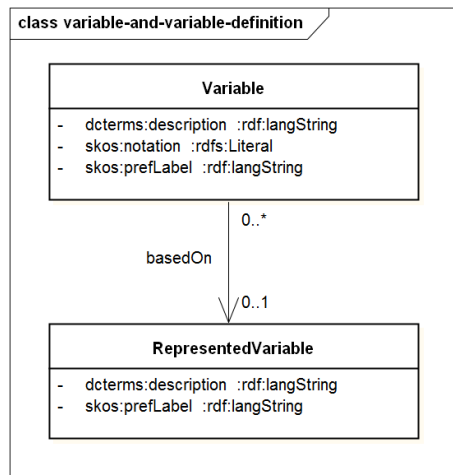 class variable-and-variable-definition
Variable
- dcterms:description :rdf:langString
- skos:notation :rdfs:Literal
- skos:prefLabel :rdf:langString
0..*
basedOn
0..1
RepresentedVariable
- dcterms:description :rdf:langString
- skos:prefLabel :rdf:langString